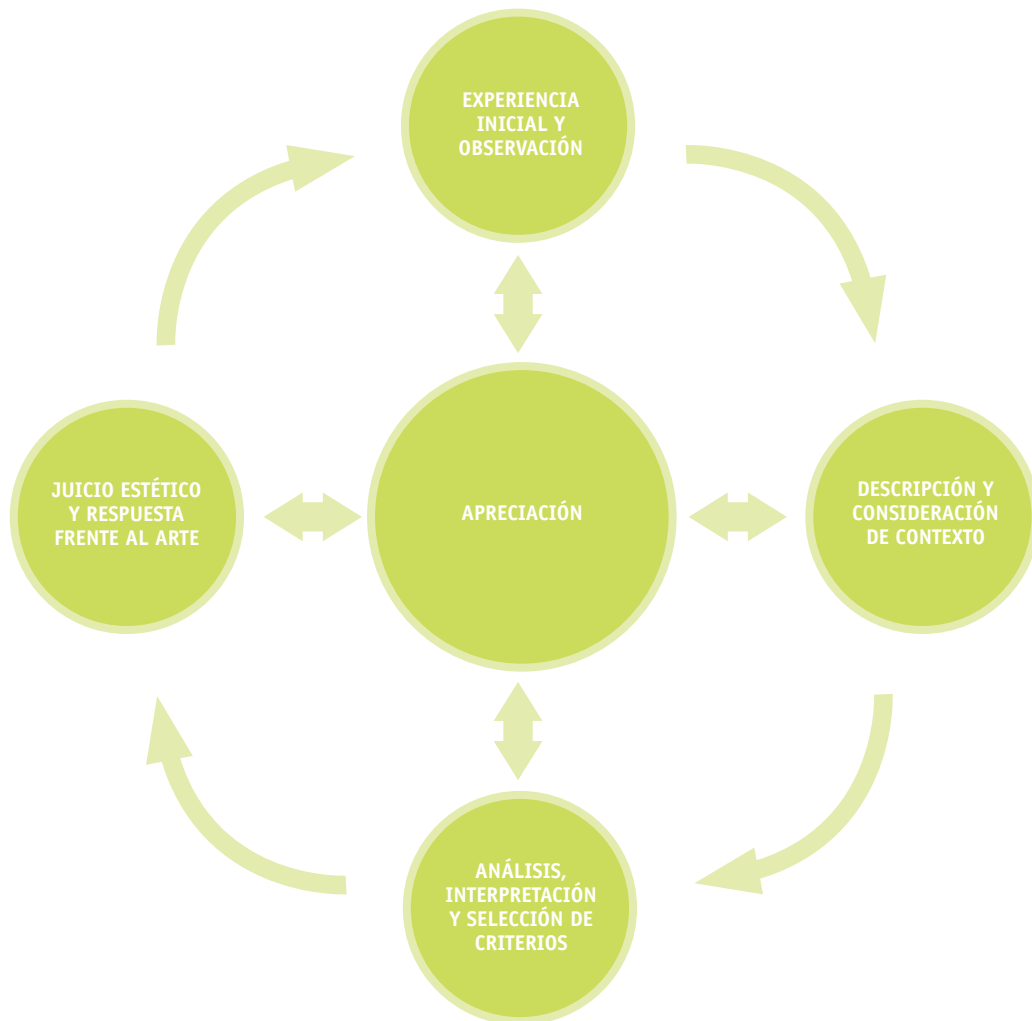 EXPERIENCIA
INICIAL Y
OBSERVACIÓN
JUICIO ESTÉTICO
Y RESPUESTA
FRENTE AL ARTE
APRECIACIÓN
DESCRIPCIÓN Y
CONSIDERACIÓN
DE CONTEXTO
ANÁLISIS,
INTERPRETACIÓN
Y SELECCIÓN DE
CRITERIOS